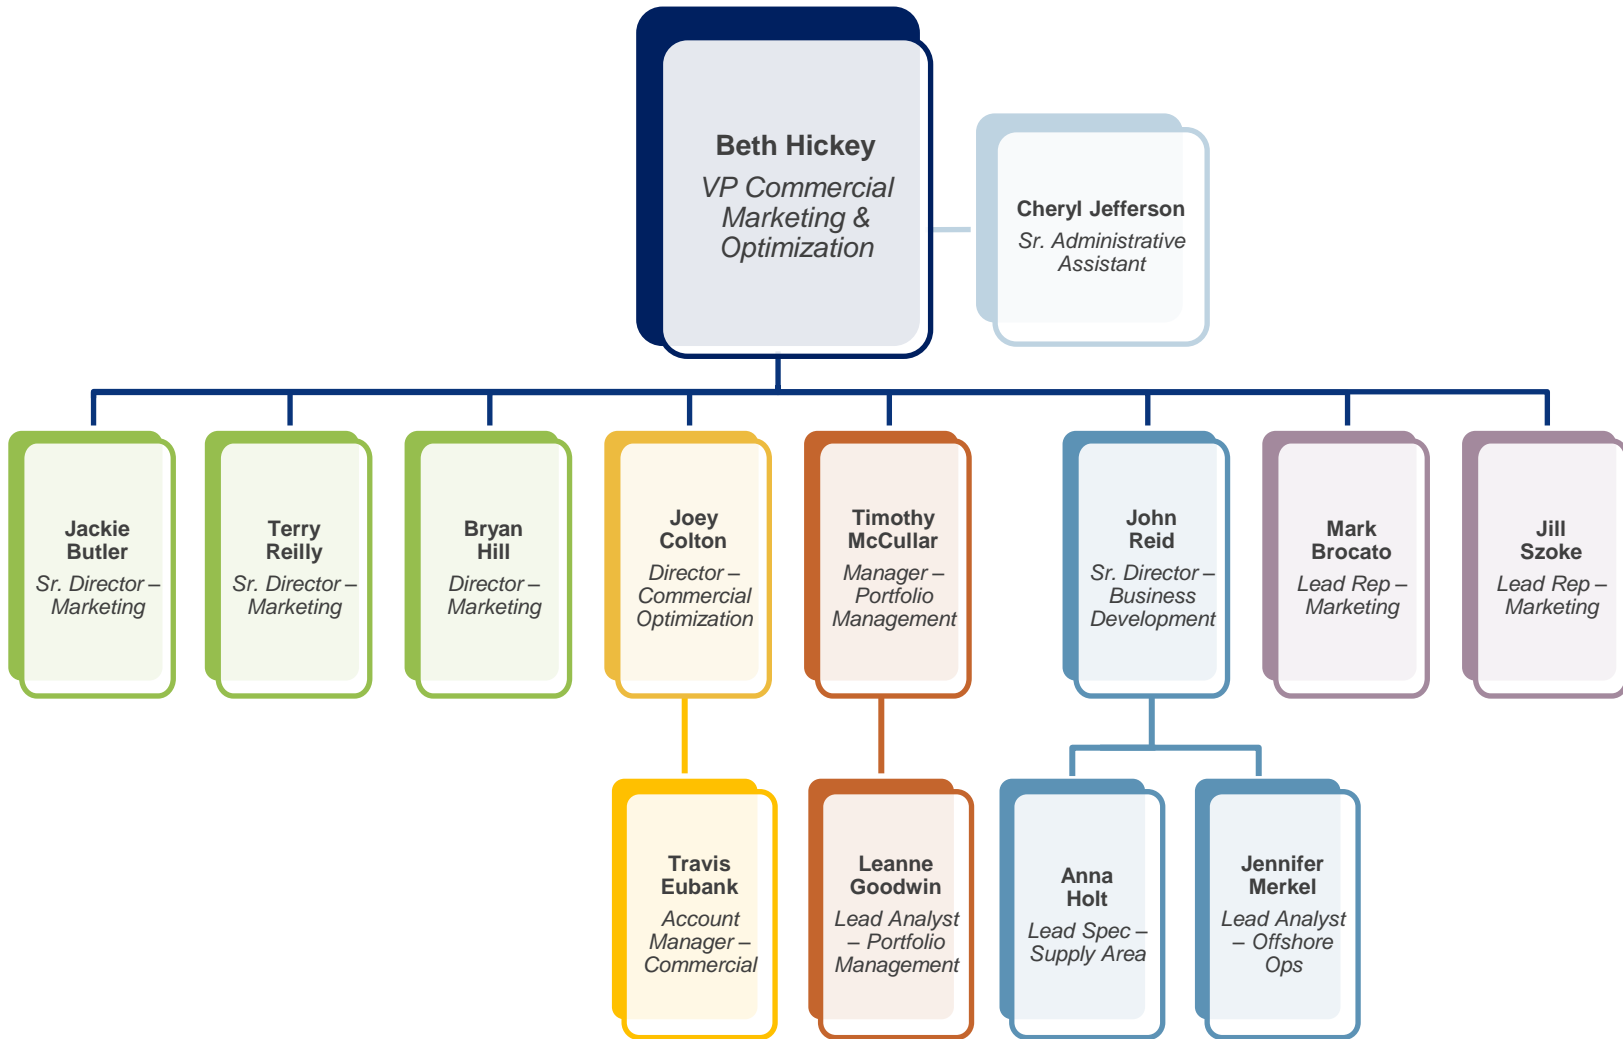 Beth Hickey
VP Commercial
Marketing &
Optimization
Cheryl Jefferson
Sr. Administrative
Assistant
Jackie
Butler
Sr. Director –
Marketing
Terry
Reilly
Sr. Director –
Marketing
Bryan
Hill
Director –
Marketing
Joey
Colton
Director –
Commercial
Optimization
Timothy
McCullar
Manager –
Portfolio
Management
John
Reid
Sr. Director –
Business
Development
Mark
Brocato
Lead Rep –
Marketing
Jill
Szoke
Lead Rep –
Marketing
Travis
Eubank
Account
Manager –
Commercial
Leanne
Goodwin
Lead Analyst
– Portfolio
Management
Anna
Holt
Lead Spec –
Supply Area
Jennifer
Merkel
Lead Analyst
– Offshore
Ops